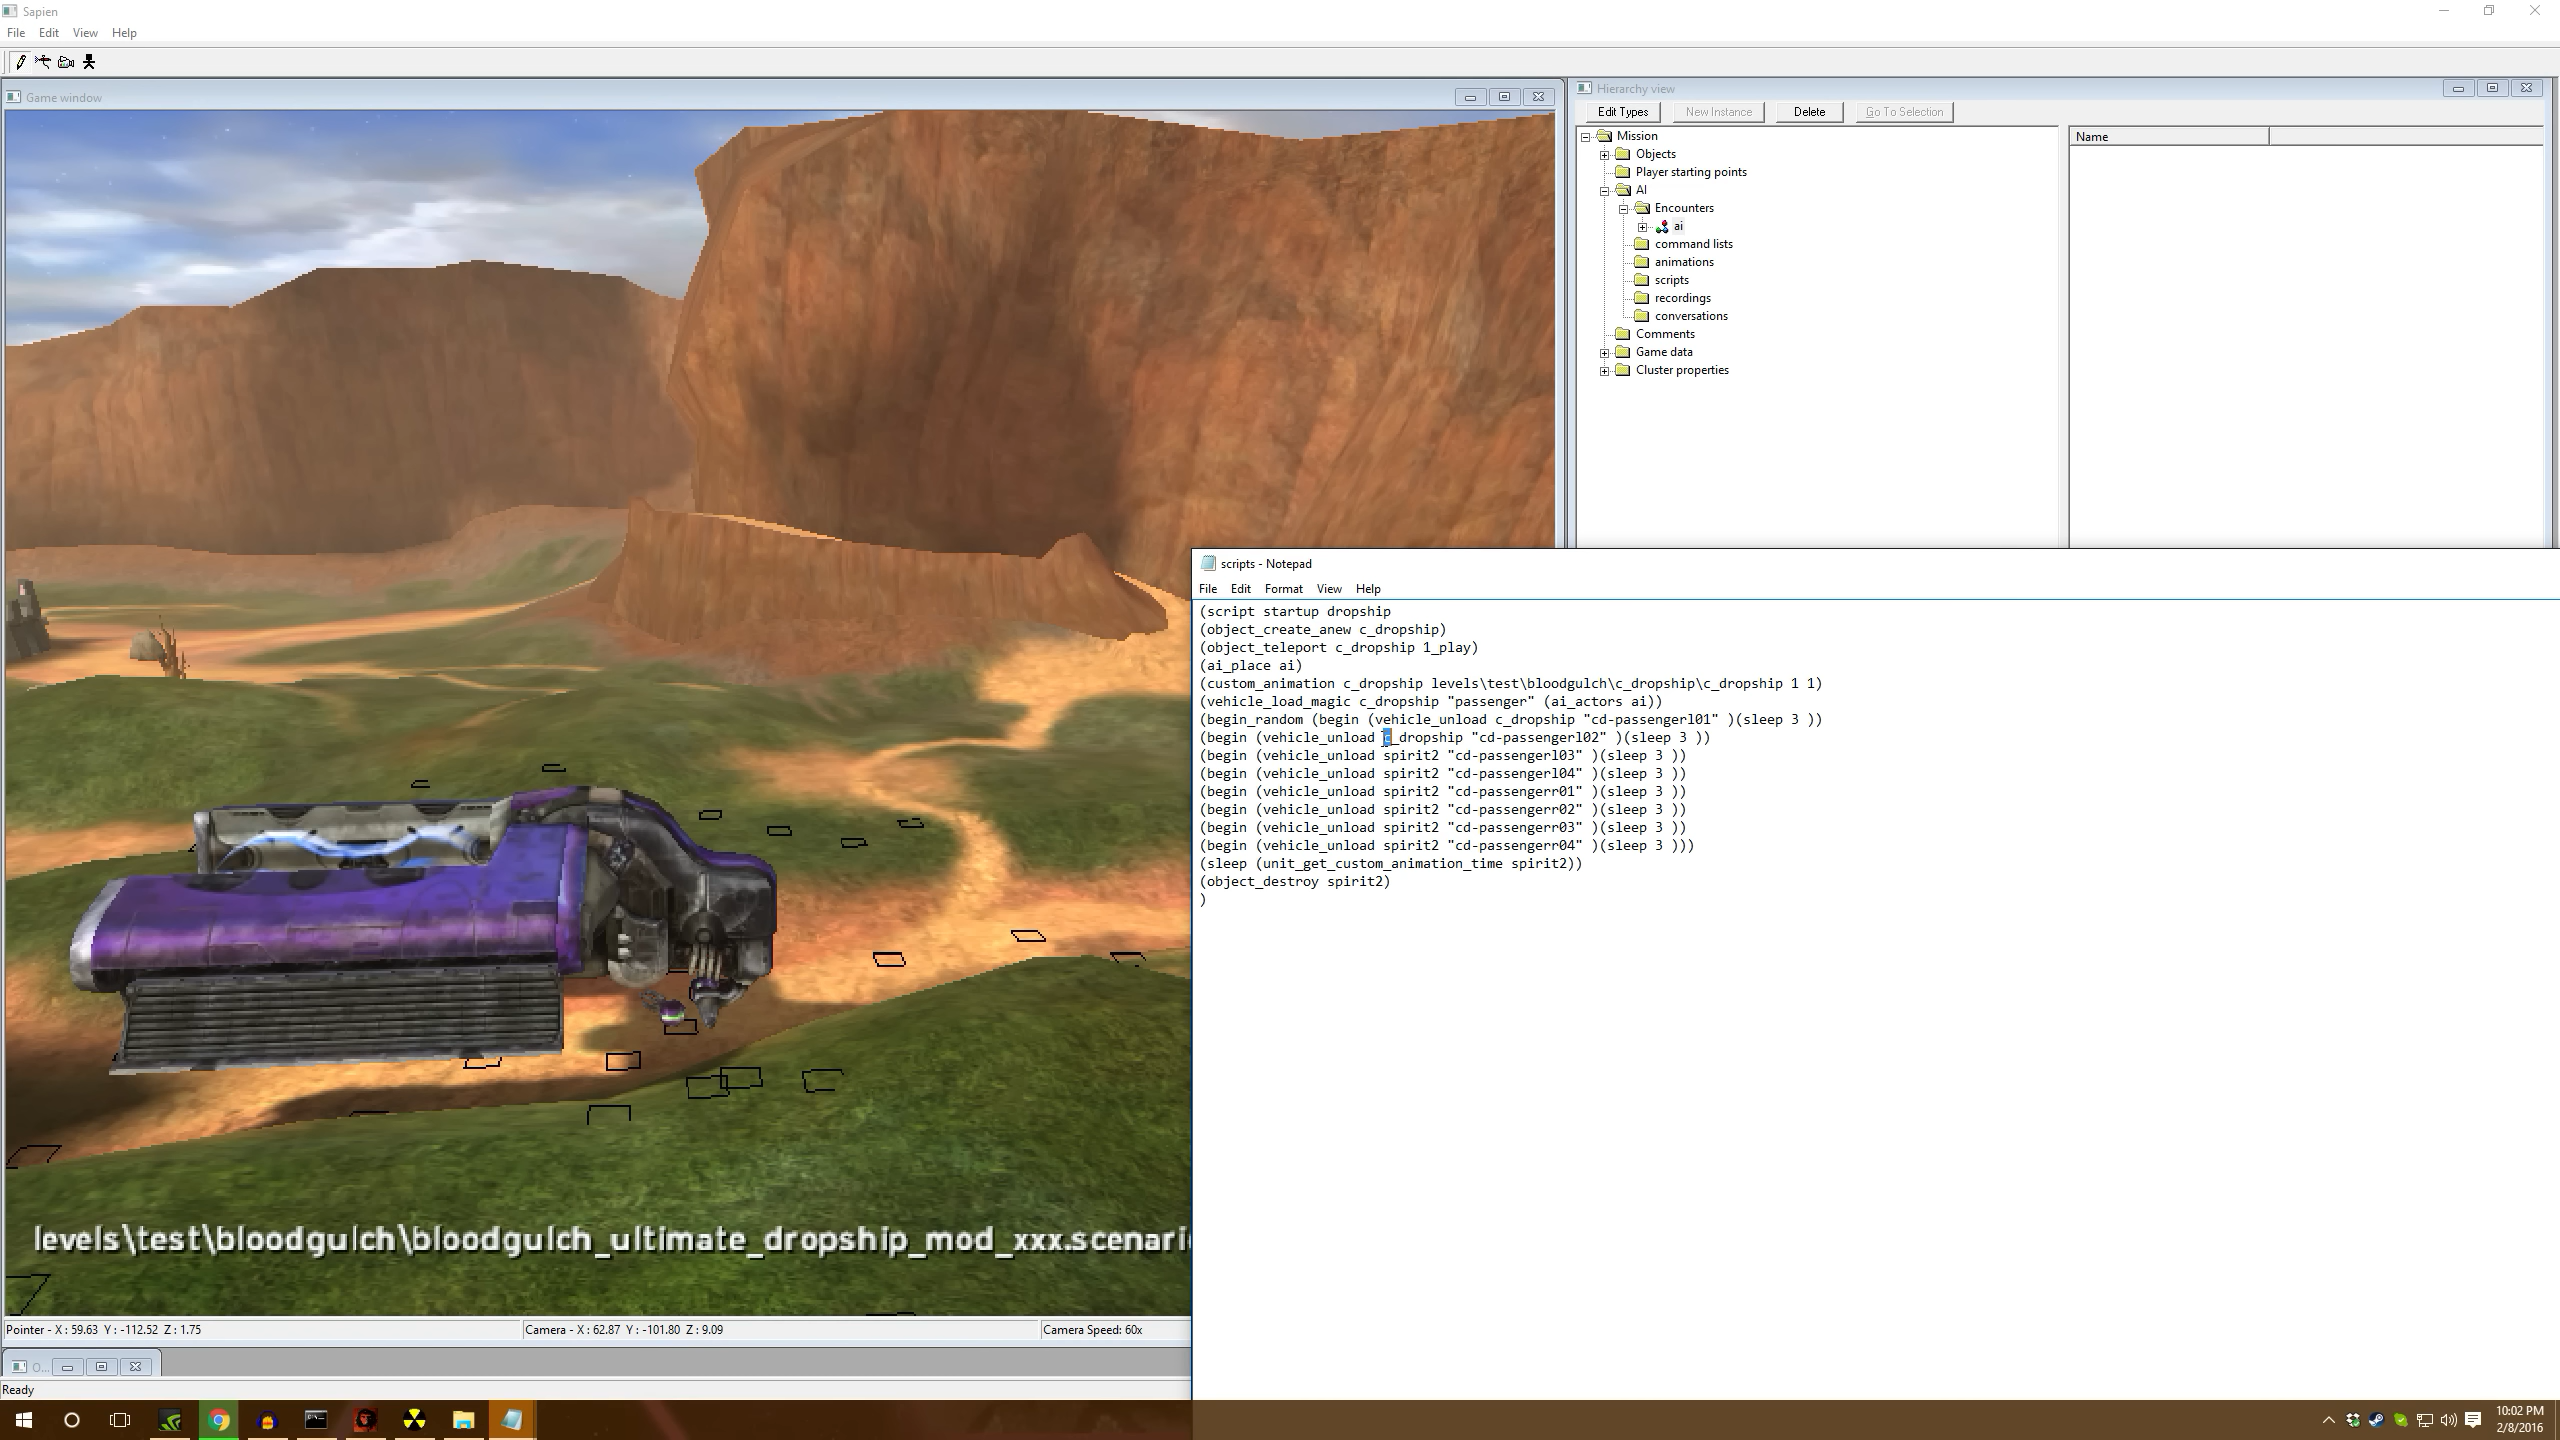 Sapien
File Edit View Help
Game window
Hierarchy view
Edit Types New Instance Delete Go To Selection
Mission
Objects
Player starting points
AI
Encounters
ai
command lists
animations
scripts
recordings
conversations
Comments
Game data
Cluster properties
Name
scripts - Notepad
File Edit Format View Help
(script startup dropship
(object_create_anew c_dropship)
(object_teleport c_dropship 1_play)
(ai_place ai)
(custom_animation c_dropship levels\test\bloodgulch\c_dropship\c_dropship 1 1)
(vehicle_load_magic c_dropship "passenger" (ai_actors ai))
(begin_random (begin (vehicle_unload c_dropship "cd-passengerl01" )(sleep 3 ))
(begin (vehicle_unload c_dropship "cd-passengerl02" )(sleep 3 ))
(begin (vehicle_unload spirit2 "cd-passengerl03" )(sleep 3 ))
(begin (vehicle_unload spirit2 "cd-passengerl04" )(sleep 3 ))
(begin (vehicle_unload spirit2 "cd-passengerr01" )(sleep 3 ))
(begin (vehicle_unload spirit2 "cd-passengerr02" )(sleep 3 ))
(begin (vehicle_unload spirit2 "cd-passengerr03" )(sleep 3 ))
(begin (vehicle_unload spirit2 "cd-passengerr04" )(sleep 3 )))
(sleep (unit_get_custom_animation_time spirit2))
(object_destroy spirit2)
)
levels\test\bloodgulch\bloodgulch_ultimate_dropship_mod_xxx.scenari
Pointer - X : 59.63 Y : -112.52 Z : 1.75
Camera - X : 62.87 Y : -101.80 Z : 9.09
Camera Speed: 60x
O...
Ready
10:02 PM
2/8/2016